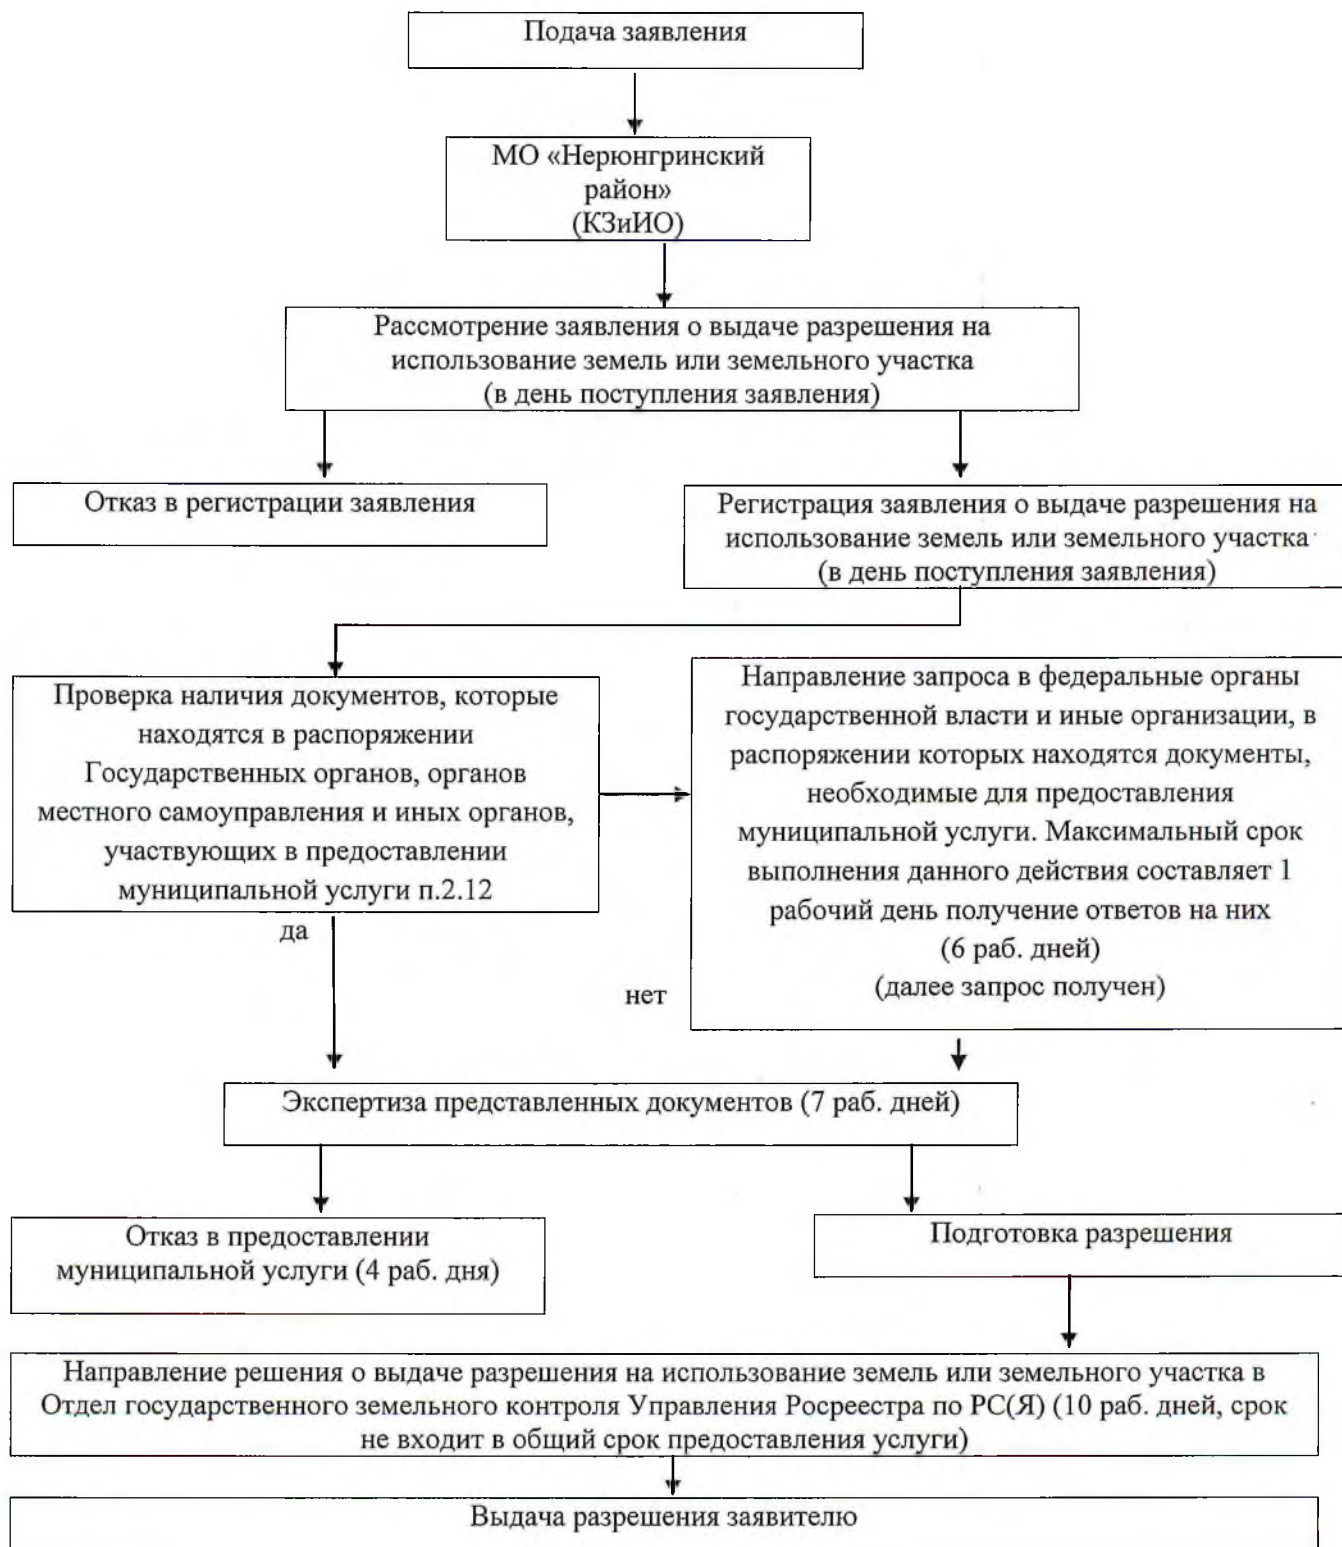 Подача заявления
МО «Нерюнгринский
район»
(КЗиИО)
Рассмотрение заявления о выдаче разрешения на
использование земель или земельного участка
(в день поступления заявления)
Отказ в регистрации заявления
Регистрация заявления о выдаче разрешения на
использование земель или земельного участка
(в день поступления заявления)
Проверка наличия документов, которые
находятся в распоряжении
Государственных органов, органов
местного самоуправления и иных органов,
участвующих в предоставлении
муниципальной услуги п.2.12
Направление запроса в федеральные органы
государственной власти и иные организации, в
распоряжении которых находятся документы,
необходимые для предоставления
муниципальной услуги. Максимальный срок
выполнения данного действия составляет 1
рабочий день получение ответов на них
(6 раб. дней)
(далее запрос получен)
да
нет
Экспертиза представленных документов (7 раб. дней)
Отказ в предоставлении
муниципальной услуги (4 раб. дня)
Подготовка разрешения
Направление решения о выдаче разрешения на использование земель или земельного участка в
Отдел государственного земельного контроля Управления Росреестра по РС(Я) (10 раб. дней, срок
не входит в общий срок предоставления услуги)
Выдача разрешения заявителю